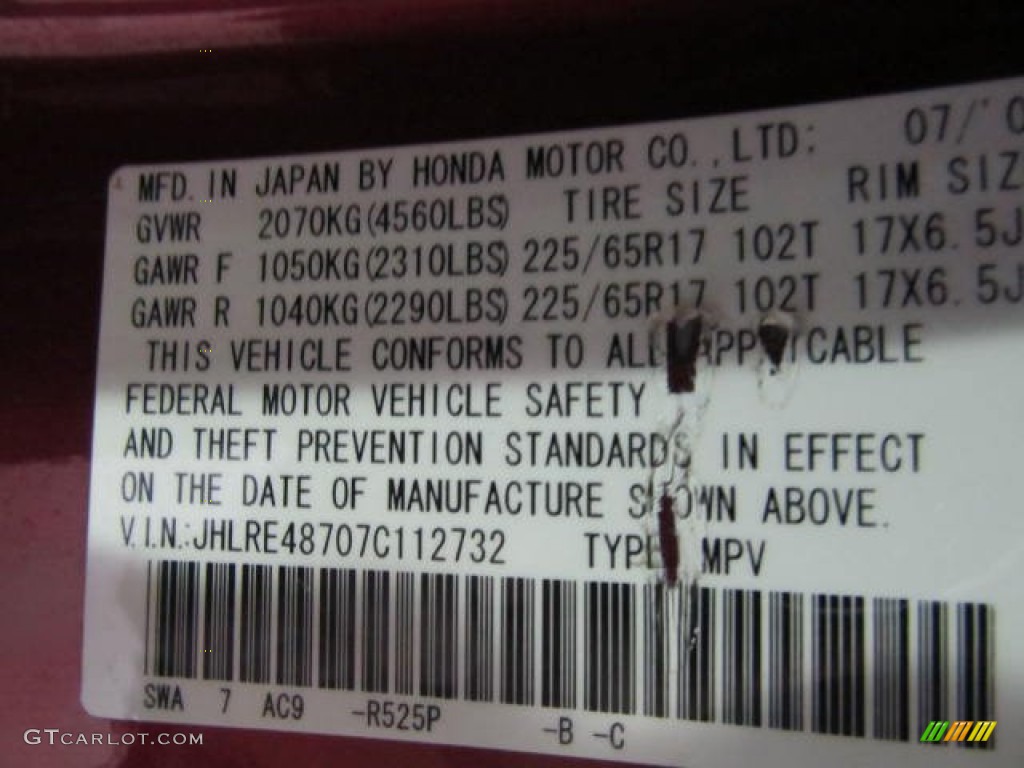 MFD. IN JAPAN BY HONDA MOTOR CO., LTD: 07/'0
GVWR 2070KG(4560LBS) TIRE SIZE RIM SIZ
GAWR F 1050KG(2310LBS) 225/65R17 102T 17X6.5J
GAWR R 1040KG(2290LBS) 225/65R17 102T 17X6.5J
THIS VEHICLE CONFORMS TO ALL APPLICABLE
FEDERAL MOTOR VEHICLE SAFETY
AND THEFT PREVENTION STANDARDS IN EFFECT
ON THE DATE OF MANUFACTURE SHOWN ABOVE.
V.I.N.:JHLRE48707C112732 TYPE MPV
SWA 7 AC9 -R525P -B -C
GTCARLOT.COM